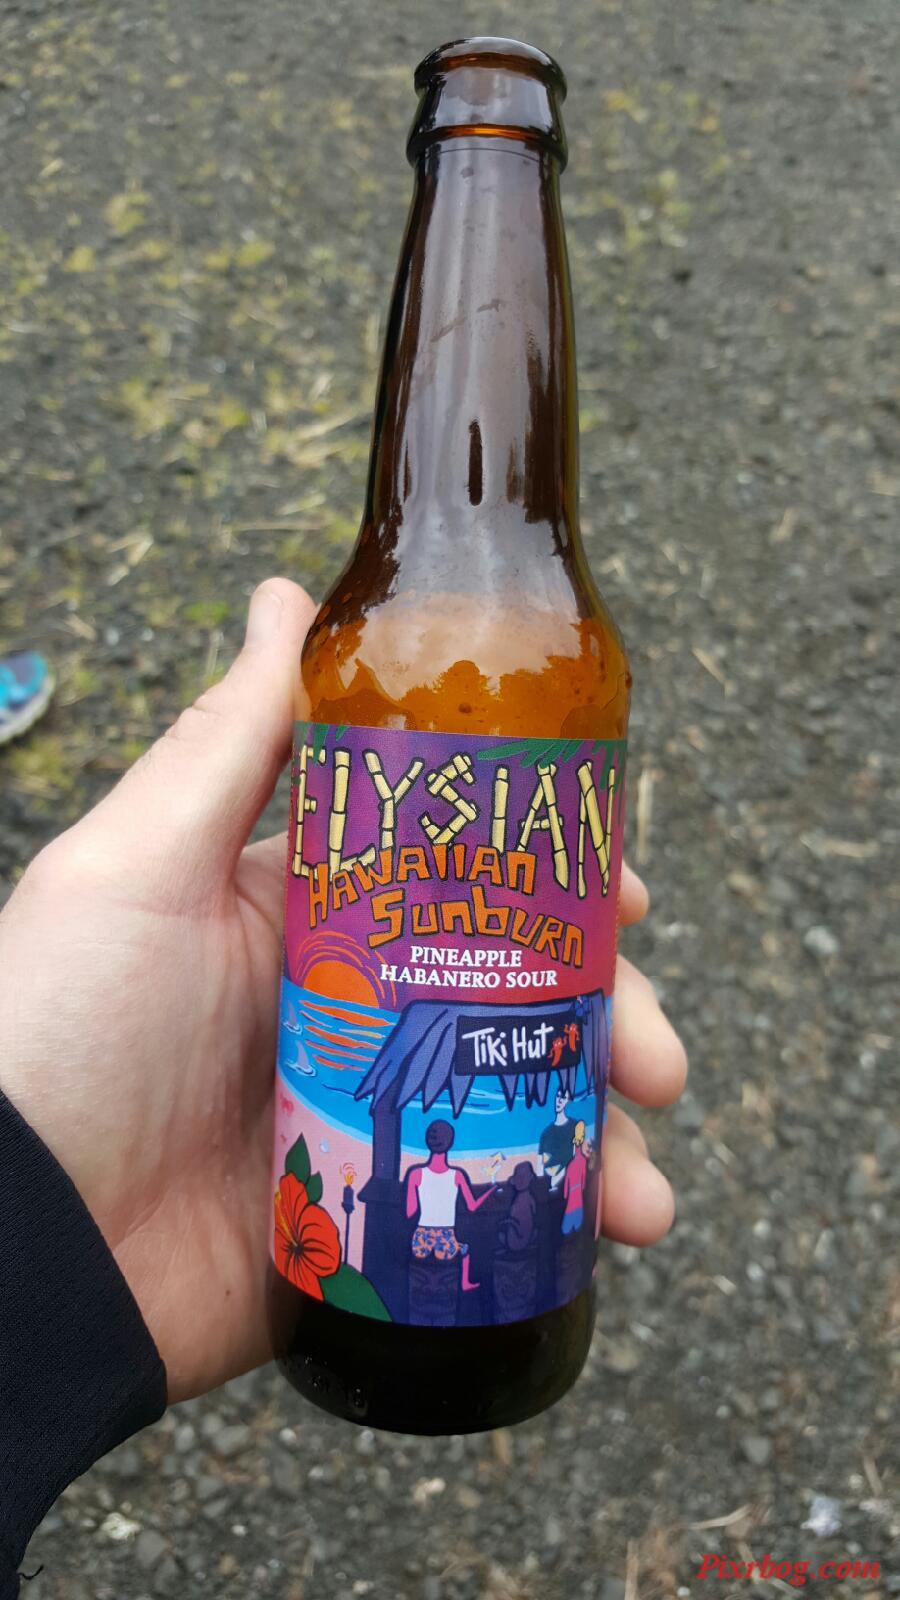 ELYSIAN
HAWAIIAN
SUNBURN
PINEAPPLE
HABANERO SOUR
Tiki Hut
Pixrbog.com